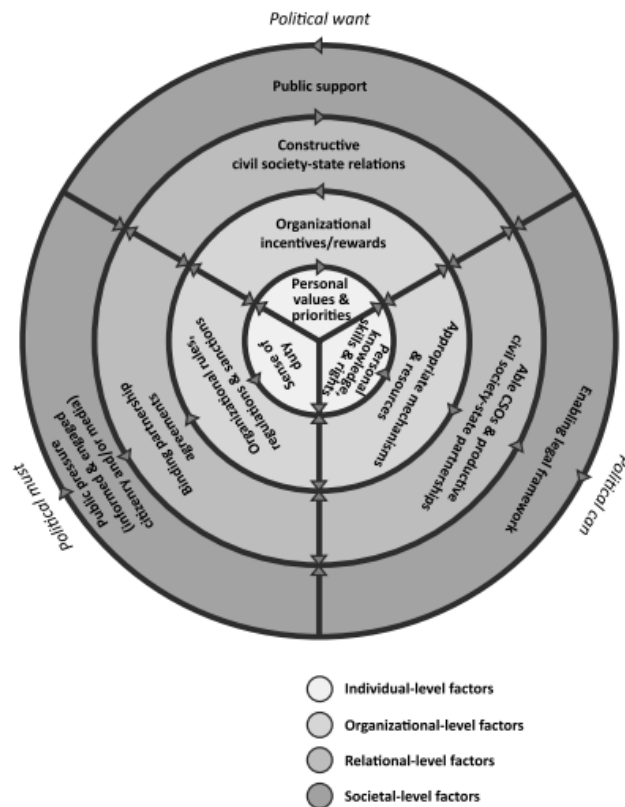 Political want
Public support
Constructive
civil society-state relations
Organizational
incentives/rewards
Personal
values &
priorities
Sense of
duty
Personal
knowledge,
skills & rights
Organizational rules,
regulations & sanctions
Appropriate mechanisms
& resources
Binding partnership
agreements
Able CSOs & productive
civil society-state partnerships
Public pressure
(informed & engaged
citizenry and/or media)
Enabling legal framework
Political must
Political can
Individual-level factors
Organizational-level factors
Relational-level factors
Societal-level factors